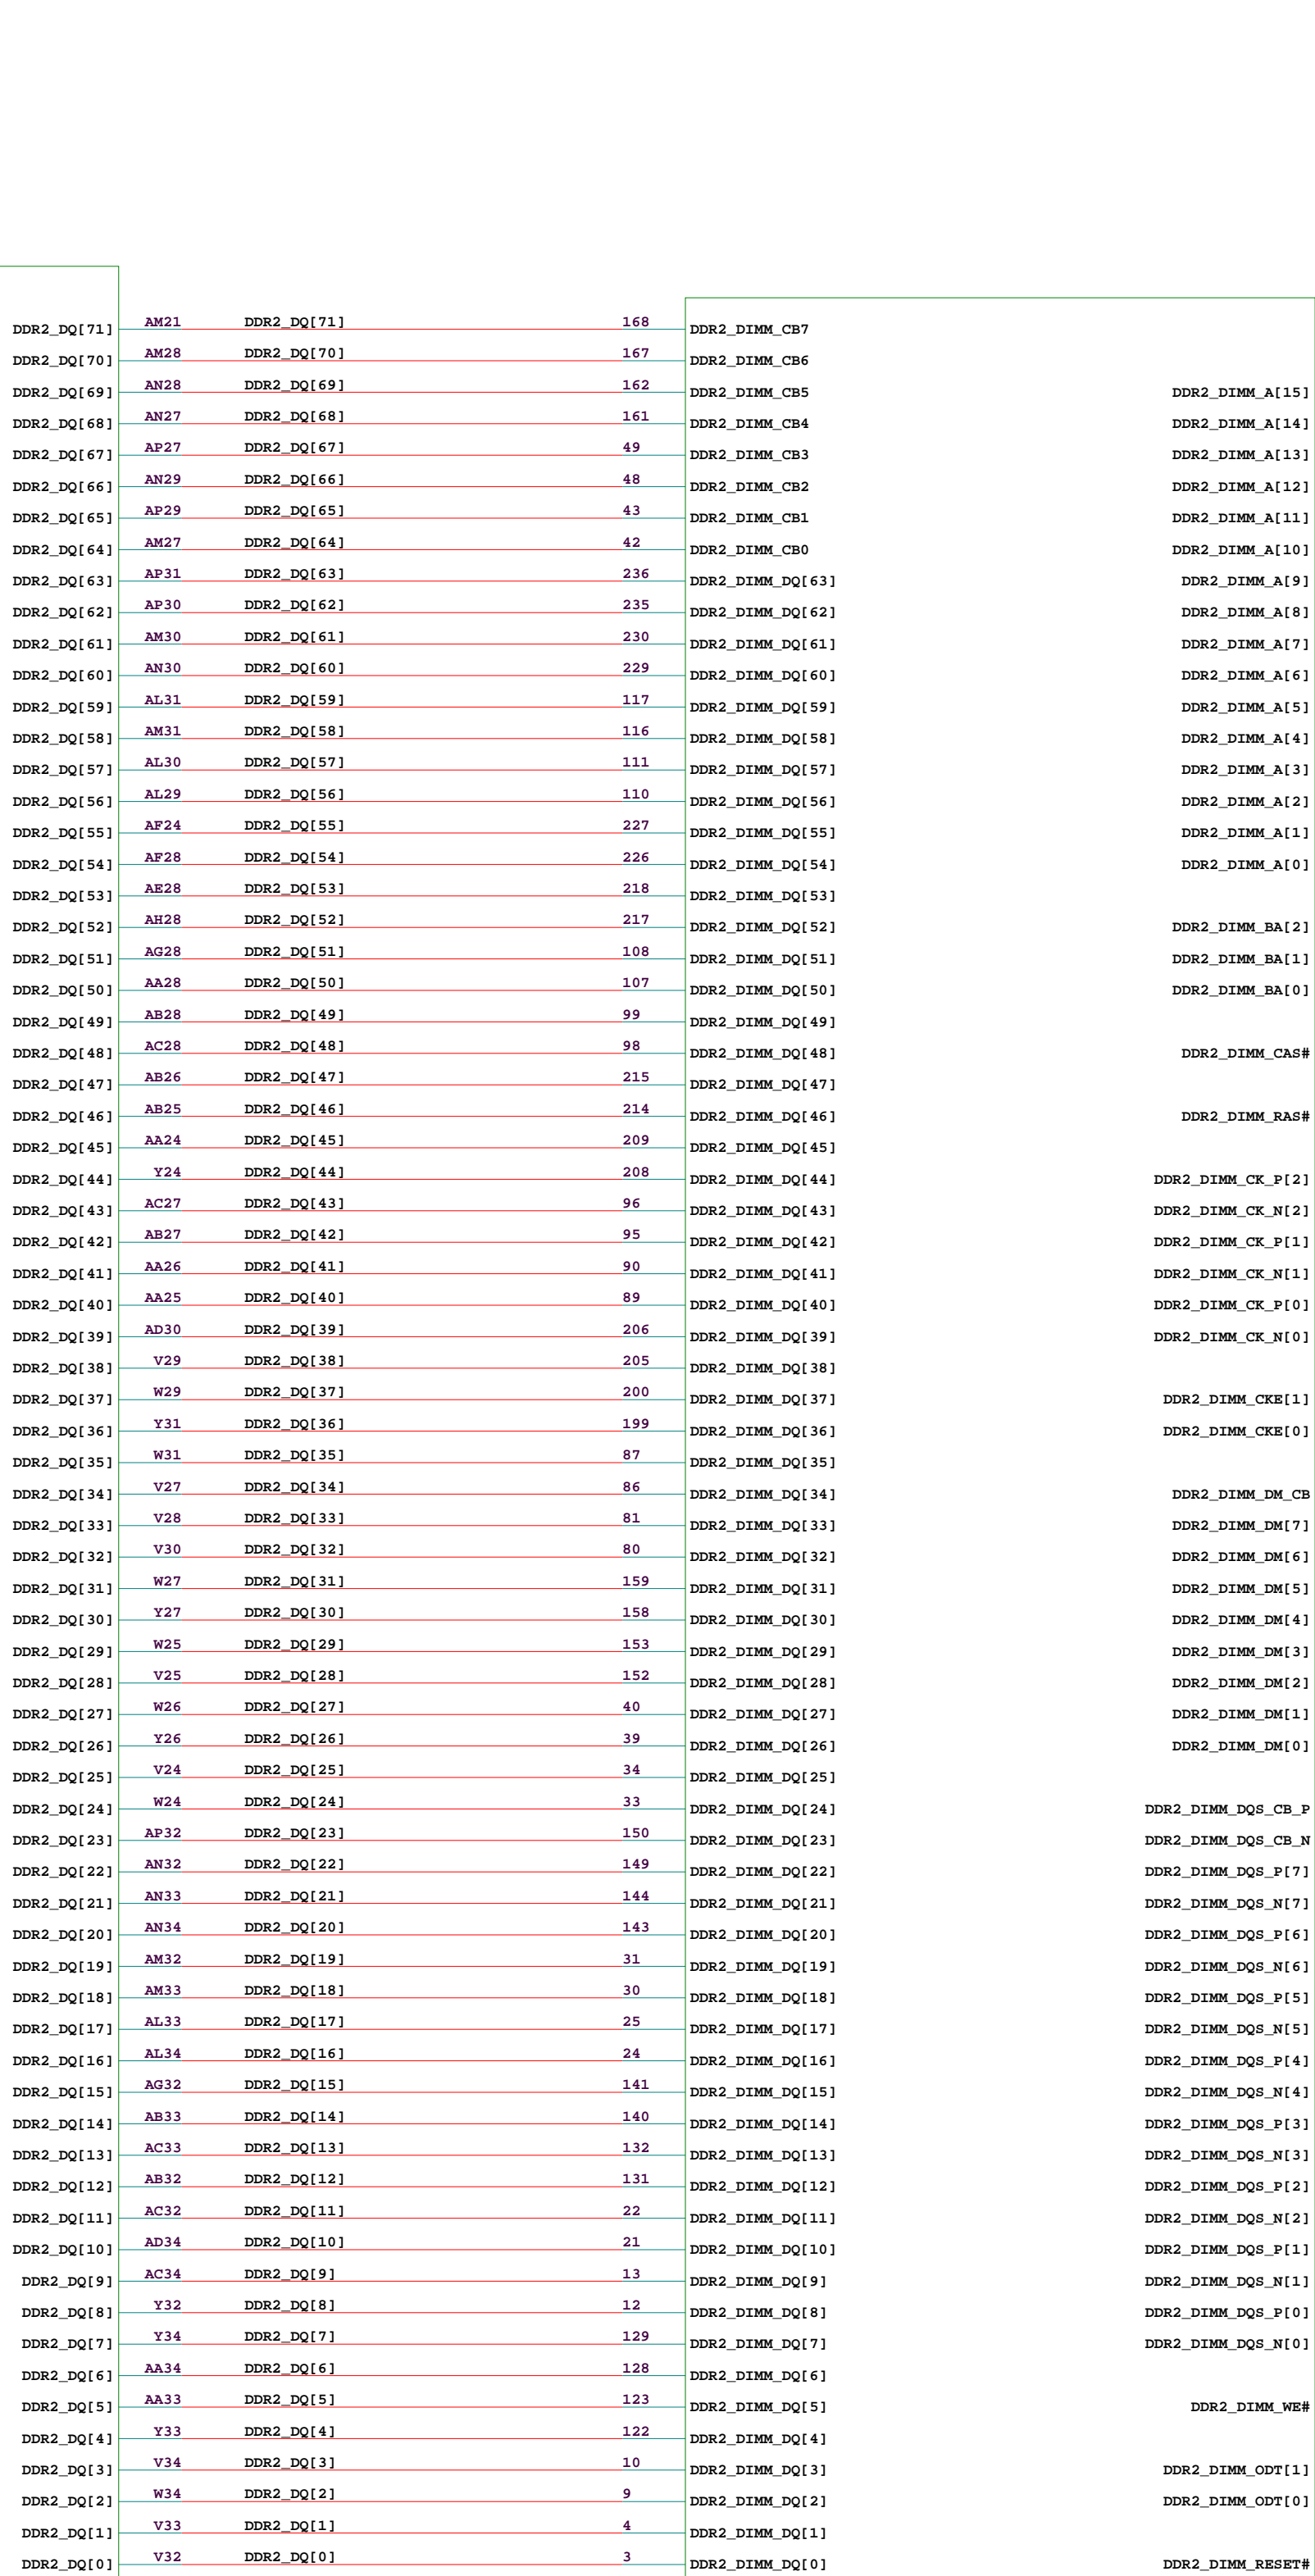 DDR2_DQ[71] AM21 DDR2_DQ[71] 168 DDR2_DIMM_CB7
DDR2_DQ[70] AM28 DDR2_DQ[70] 167 DDR2_DIMM_CB6
DDR2_DQ[69] AN28 DDR2_DQ[69] 162 DDR2_DIMM_CB5 DDR2_DIMM_A[15]
DDR2_DQ[68] AN27 DDR2_DQ[68] 161 DDR2_DIMM_CB4 DDR2_DIMM_A[14]
DDR2_DQ[67] AP27 DDR2_DQ[67] 49 DDR2_DIMM_CB3 DDR2_DIMM_A[13]
DDR2_DQ[66] AN29 DDR2_DQ[66] 48 DDR2_DIMM_CB2 DDR2_DIMM_A[12]
DDR2_DQ[65] AP29 DDR2_DQ[65] 43 DDR2_DIMM_CB1 DDR2_DIMM_A[11]
DDR2_DQ[64] AM27 DDR2_DQ[64] 42 DDR2_DIMM_CB0 DDR2_DIMM_A[10]
DDR2_DQ[63] AP31 DDR2_DQ[63] 236 DDR2_DIMM_DQ[63] DDR2_DIMM_A[9]
DDR2_DQ[62] AP30 DDR2_DQ[62] 235 DDR2_DIMM_DQ[62] DDR2_DIMM_A[8]
DDR2_DQ[61] AM30 DDR2_DQ[61] 230 DDR2_DIMM_DQ[61] DDR2_DIMM_A[7]
DDR2_DQ[60] AN30 DDR2_DQ[60] 229 DDR2_DIMM_DQ[60] DDR2_DIMM_A[6]
DDR2_DQ[59] AL31 DDR2_DQ[59] 117 DDR2_DIMM_DQ[59] DDR2_DIMM_A[5]
DDR2_DQ[58] AM31 DDR2_DQ[58] 116 DDR2_DIMM_DQ[58] DDR2_DIMM_A[4]
DDR2_DQ[57] AL30 DDR2_DQ[57] 111 DDR2_DIMM_DQ[57] DDR2_DIMM_A[3]
DDR2_DQ[56] AL29 DDR2_DQ[56] 110 DDR2_DIMM_DQ[56] DDR2_DIMM_A[2]
DDR2_DQ[55] AF24 DDR2_DQ[55] 227 DDR2_DIMM_DQ[55] DDR2_DIMM_A[1]
DDR2_DQ[54] AF28 DDR2_DQ[54] 226 DDR2_DIMM_DQ[54] DDR2_DIMM_A[0]
DDR2_DQ[53] AE28 DDR2_DQ[53] 218 DDR2_DIMM_DQ[53]
DDR2_DQ[52] AH28 DDR2_DQ[52] 217 DDR2_DIMM_DQ[52] DDR2_DIMM_BA[2]
DDR2_DQ[51] AG28 DDR2_DQ[51] 108 DDR2_DIMM_DQ[51] DDR2_DIMM_BA[1]
DDR2_DQ[50] AA28 DDR2_DQ[50] 107 DDR2_DIMM_DQ[50] DDR2_DIMM_BA[0]
DDR2_DQ[49] AB28 DDR2_DQ[49] 99 DDR2_DIMM_DQ[49]
DDR2_DQ[48] AC28 DDR2_DQ[48] 98 DDR2_DIMM_DQ[48] DDR2_DIMM_CAS#
DDR2_DQ[47] AB26 DDR2_DQ[47] 215 DDR2_DIMM_DQ[47]
DDR2_DQ[46] AB25 DDR2_DQ[46] 214 DDR2_DIMM_DQ[46] DDR2_DIMM_RAS#
DDR2_DQ[45] AA24 DDR2_DQ[45] 209 DDR2_DIMM_DQ[45]
DDR2_DQ[44] Y24 DDR2_DQ[44] 208 DDR2_DIMM_DQ[44] DDR2_DIMM_CK_P[2]
DDR2_DQ[43] AC27 DDR2_DQ[43] 96 DDR2_DIMM_DQ[43] DDR2_DIMM_CK_N[2]
DDR2_DQ[42] AB27 DDR2_DQ[42] 95 DDR2_DIMM_DQ[42] DDR2_DIMM_CK_P[1]
DDR2_DQ[41] AA26 DDR2_DQ[41] 90 DDR2_DIMM_DQ[41] DDR2_DIMM_CK_N[1]
DDR2_DQ[40] AA25 DDR2_DQ[40] 89 DDR2_DIMM_DQ[40] DDR2_DIMM_CK_P[0]
DDR2_DQ[39] AD30 DDR2_DQ[39] 206 DDR2_DIMM_DQ[39] DDR2_DIMM_CK_N[0]
DDR2_DQ[38] V29 DDR2_DQ[38] 205 DDR2_DIMM_DQ[38]
DDR2_DQ[37] W29 DDR2_DQ[37] 200 DDR2_DIMM_DQ[37] DDR2_DIMM_CKE[1]
DDR2_DQ[36] Y31 DDR2_DQ[36] 199 DDR2_DIMM_DQ[36] DDR2_DIMM_CKE[0]
DDR2_DQ[35] W31 DDR2_DQ[35] 87 DDR2_DIMM_DQ[35]
DDR2_DQ[34] V27 DDR2_DQ[34] 86 DDR2_DIMM_DQ[34] DDR2_DIMM_DM_CB
DDR2_DQ[33] V28 DDR2_DQ[33] 81 DDR2_DIMM_DQ[33] DDR2_DIMM_DM[7]
DDR2_DQ[32] V30 DDR2_DQ[32] 80 DDR2_DIMM_DQ[32] DDR2_DIMM_DM[6]
DDR2_DQ[31] W27 DDR2_DQ[31] 159 DDR2_DIMM_DQ[31] DDR2_DIMM_DM[5]
DDR2_DQ[30] Y27 DDR2_DQ[30] 158 DDR2_DIMM_DQ[30] DDR2_DIMM_DM[4]
DDR2_DQ[29] W25 DDR2_DQ[29] 153 DDR2_DIMM_DQ[29] DDR2_DIMM_DM[3]
DDR2_DQ[28] V25 DDR2_DQ[28] 152 DDR2_DIMM_DQ[28] DDR2_DIMM_DM[2]
DDR2_DQ[27] W26 DDR2_DQ[27] 40 DDR2_DIMM_DQ[27] DDR2_DIMM_DM[1]
DDR2_DQ[26] Y26 DDR2_DQ[26] 39 DDR2_DIMM_DQ[26] DDR2_DIMM_DM[0]
DDR2_DQ[25] V24 DDR2_DQ[25] 34 DDR2_DIMM_DQ[25]
DDR2_DQ[24] W24 DDR2_DQ[24] 33 DDR2_DIMM_DQ[24] DDR2_DIMM_DQS_CB_P
DDR2_DQ[23] AP32 DDR2_DQ[23] 150 DDR2_DIMM_DQ[23] DDR2_DIMM_DQS_CB_N
DDR2_DQ[22] AN32 DDR2_DQ[22] 149 DDR2_DIMM_DQ[22] DDR2_DIMM_DQS_P[7]
DDR2_DQ[21] AN33 DDR2_DQ[21] 144 DDR2_DIMM_DQ[21] DDR2_DIMM_DQS_N[7]
DDR2_DQ[20] AN34 DDR2_DQ[20] 143 DDR2_DIMM_DQ[20] DDR2_DIMM_DQS_P[6]
DDR2_DQ[19] AM32 DDR2_DQ[19] 31 DDR2_DIMM_DQ[19] DDR2_DIMM_DQS_N[6]
DDR2_DQ[18] AM33 DDR2_DQ[18] 30 DDR2_DIMM_DQ[18] DDR2_DIMM_DQS_P[5]
DDR2_DQ[17] AL33 DDR2_DQ[17] 25 DDR2_DIMM_DQ[17] DDR2_DIMM_DQS_N[5]
DDR2_DQ[16] AL34 DDR2_DQ[16] 24 DDR2_DIMM_DQ[16] DDR2_DIMM_DQS_P[4]
DDR2_DQ[15] AG32 DDR2_DQ[15] 141 DDR2_DIMM_DQ[15] DDR2_DIMM_DQS_N[4]
DDR2_DQ[14] AB33 DDR2_DQ[14] 140 DDR2_DIMM_DQ[14] DDR2_DIMM_DQS_P[3]
DDR2_DQ[13] AC33 DDR2_DQ[13] 132 DDR2_DIMM_DQ[13] DDR2_DIMM_DQS_N[3]
DDR2_DQ[12] AB32 DDR2_DQ[12] 131 DDR2_DIMM_DQ[12] DDR2_DIMM_DQS_P[2]
DDR2_DQ[11] AC32 DDR2_DQ[11] 22 DDR2_DIMM_DQ[11] DDR2_DIMM_DQS_N[2]
DDR2_DQ[10] AD34 DDR2_DQ[10] 21 DDR2_DIMM_DQ[10] DDR2_DIMM_DQS_P[1]
DDR2_DQ[9] AC34 DDR2_DQ[9] 13 DDR2_DIMM_DQ[9] DDR2_DIMM_DQS_N[1]
DDR2_DQ[8] Y32 DDR2_DQ[8] 12 DDR2_DIMM_DQ[8] DDR2_DIMM_DQS_P[0]
DDR2_DQ[7] Y34 DDR2_DQ[7] 129 DDR2_DIMM_DQ[7] DDR2_DIMM_DQS_N[0]
DDR2_DQ[6] AA34 DDR2_DQ[6] 128 DDR2_DIMM_DQ[6]
DDR2_DQ[5] AA33 DDR2_DQ[5] 123 DDR2_DIMM_DQ[5] DDR2_DIMM_WE#
DDR2_DQ[4] Y33 DDR2_DQ[4] 122 DDR2_DIMM_DQ[4]
DDR2_DQ[3] V34 DDR2_DQ[3] 10 DDR2_DIMM_DQ[3] DDR2_DIMM_ODT[1]
DDR2_DQ[2] W34 DDR2_DQ[2] 9 DDR2_DIMM_DQ[2] DDR2_DIMM_ODT[0]
DDR2_DQ[1] V33 DDR2_DQ[1] 4 DDR2_DIMM_DQ[1]
DDR2_DQ[0] V32 DDR2_DQ[0] 3 DDR2_DIMM_DQ[0] DDR2_DIMM_RESET#